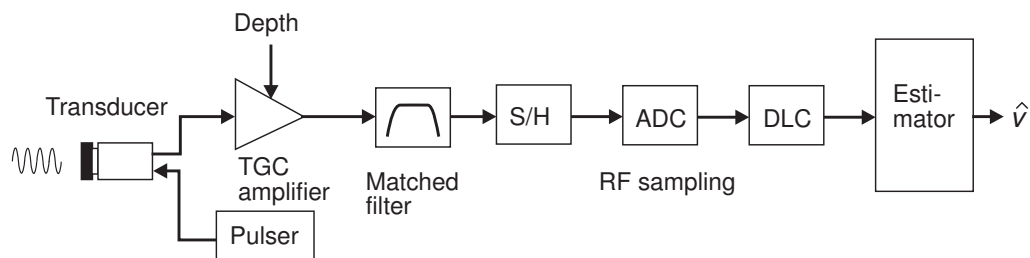 Depth
Transducer
S/H
ADC
DLC
Esti-
mator
v̂
TGC
amplifier
Matched
filter
RF sampling
Pulser